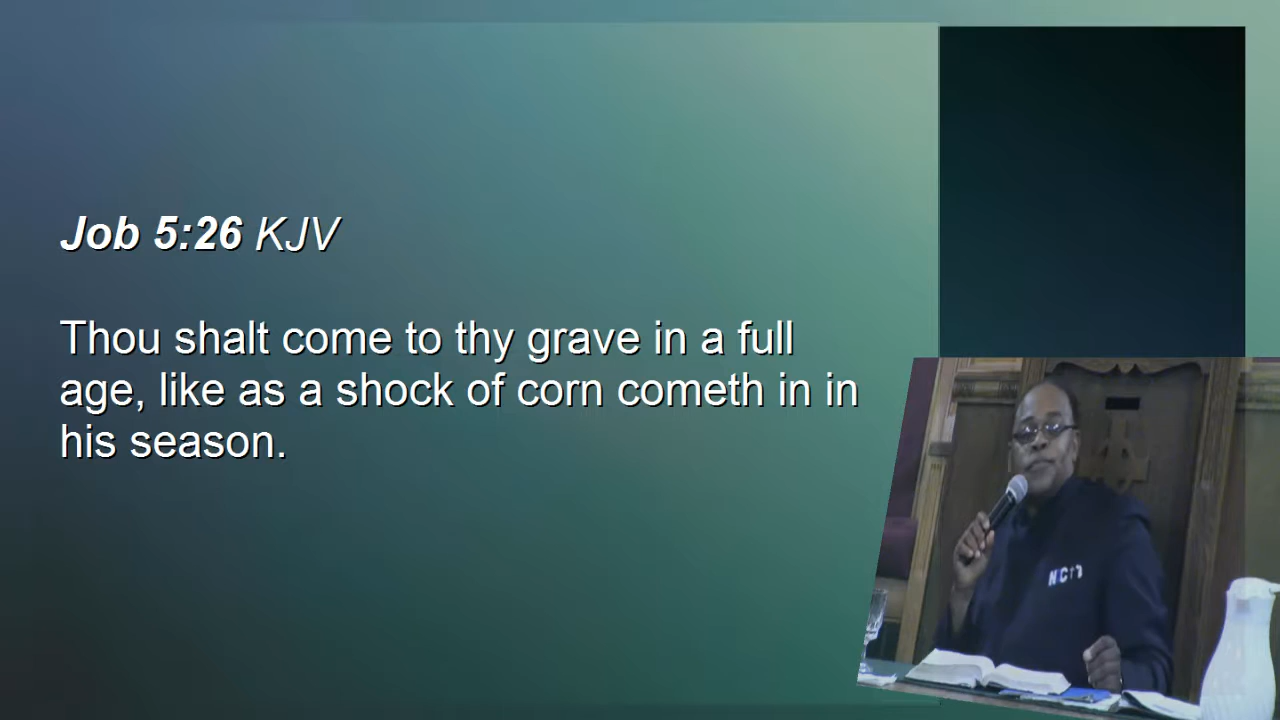 Job 5:26 KJV
Thou shalt come to thy grave in a full
age, like as a shock of corn cometh in in
his season.